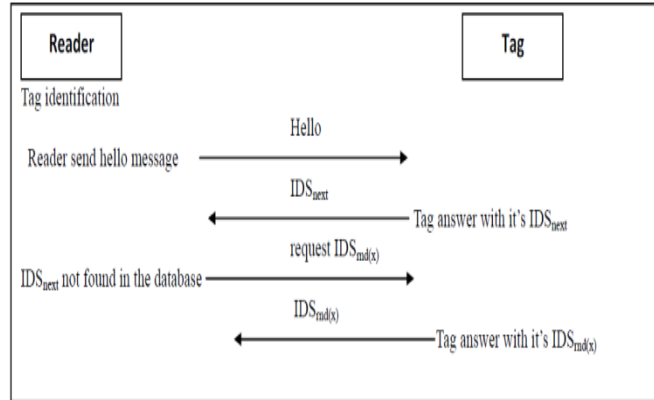 Reader
Tag
Tag identification
Hello
Reader send hello message
IDSnext
Tag answer with it's IDSnext
request IDSrnd(x)
IDSnext not found in the database
IDSrnd(x)
Tag answer with it's IDSrnd(x)